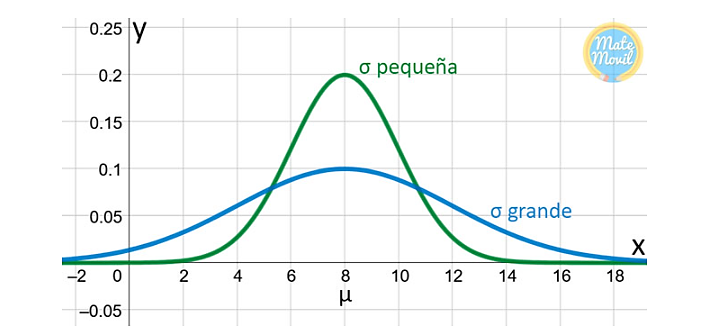 0.25
y
Mate
Movil
0.2
σ pequeña
0.15
0.1
0.05
σ grande
x
–2 0 2 4 6 8 10 12 14 16 18
μ
–0.05